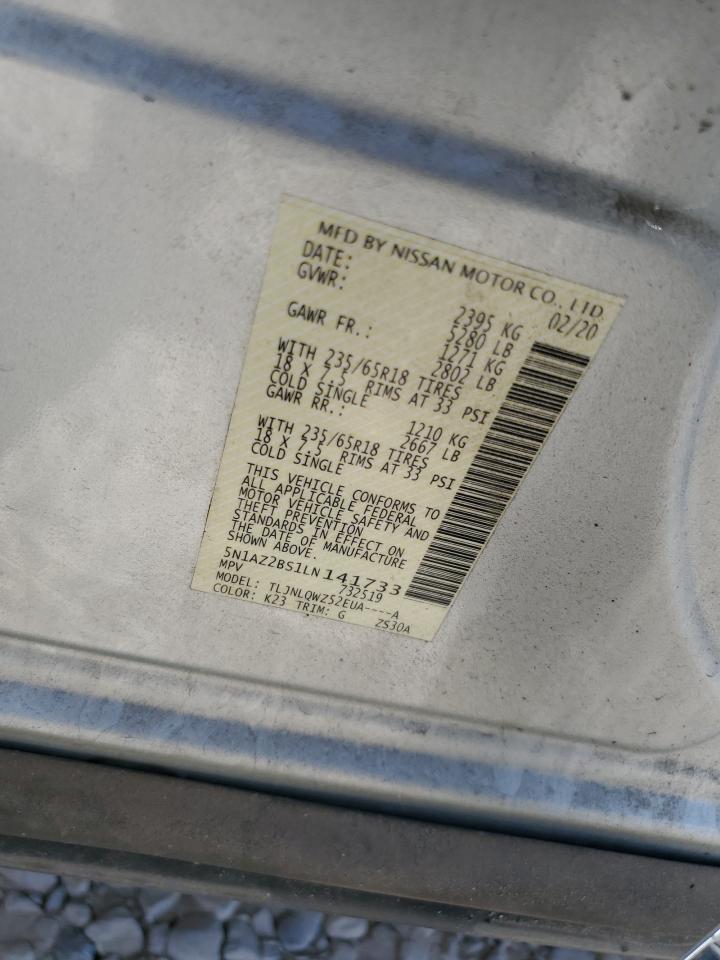 MFD BY NISSAN MOTOR CO., LTD.
DATE: 02/20
GVWR: 2395 KG
5280 LB
GAWR FR.: 1271 KG
2802 LB
WITH 235/65R18 TIRES
18 X 7.5 RIMS AT 33 PSI
COLD SINGLE
GAWR RR.: 1210 KG
2667 LB
WITH 235/65R18 TIRES
18 X 7.5 RIMS AT 33 PSI
COLD SINGLE
THIS VEHICLE CONFORMS TO
ALL APPLICABLE FEDERAL
MOTOR VEHICLE SAFETY AND
THEFT PREVENTION
STANDARDS IN EFFECT ON
THE DATE OF MANUFACTURE
SHOWN ABOVE.
5N1AZ2BS1LN141733
MPV 732519
MODEL: TLJNLQWZ52EUA----A
COLOR: K23 TRIM: G ZS30A